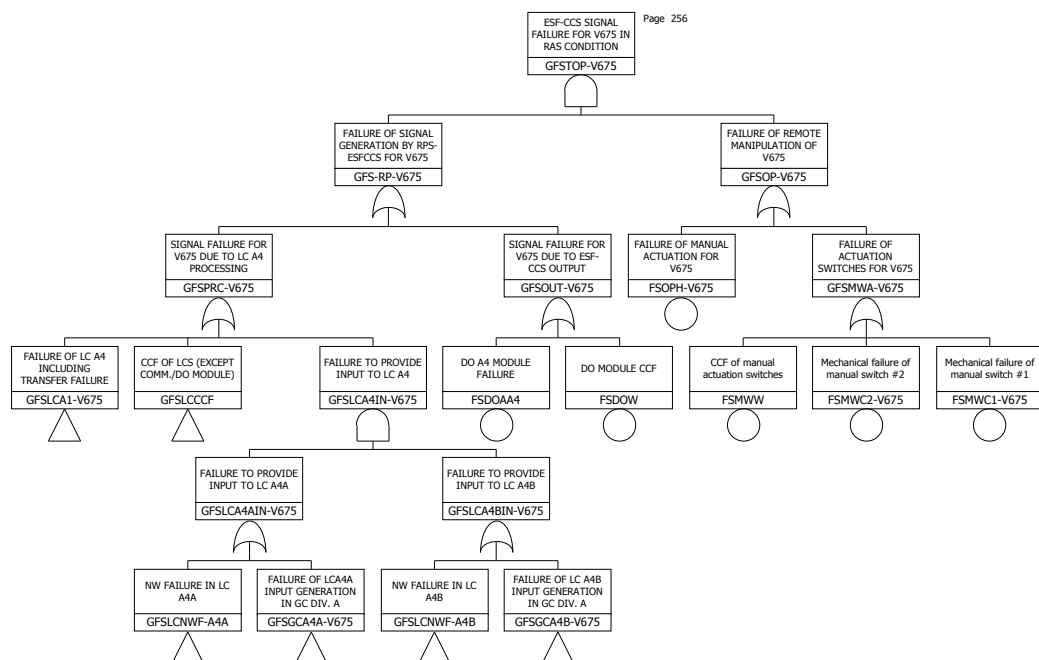 ESF-CCS SIGNAL
FAILURE FOR V675 IN
RAS CONDITION
GFSTOP-V675
Page 256
FAILURE OF SIGNAL
GENERATION BY RPS-
ESFCCS FOR V675
GFS-RP-V675
FAILURE OF REMOTE
MANIPULATION OF
V675
GFSOP-V675
SIGNAL FAILURE FOR
V675 DUE TO LC A4
PROCESSING
GFSPRC-V675
SIGNAL FAILURE FOR
V675 DUE TO ESF-
CCS OUTPUT
GFSOUT-V675
FAILURE OF MANUAL
ACTUATION FOR
V675
FSOPH-V675
FAILURE OF
ACTUATION
SWITCHES FOR V675
GFSMWA-V675
FAILURE OF LC A4
INCLUDING
TRANSFER FAILURE
GFSLCA1-V675
CCF OF LCS (EXCEPT
COMM./DO MODULE)
GFSLCCCF
FAILURE TO PROVIDE
INPUT TO LC A4
GFSLCA4IN-V675
DO A4 MODULE
FAILURE
FSDOAA4
DO MODULE CCF
FSDOW
CCF of manual
actuation switches
FSMWW
Mechanical failure of
manual switch #2
FSMWC2-V675
Mechanical failure of
manual switch #1
FSMWC1-V675
FAILURE TO PROVIDE
INPUT TO LC A4A
GFSLCA4AIN-V675
FAILURE TO PROVIDE
INPUT TO LC A4B
GFSLCA4BIN-V675
NW FAILURE IN LC
A4A
GFSLCNWF-A4A
FAILURE OF LCA4A
INPUT GENERATION
IN GC DIV. A
GFSGCA4A-V675
NW FAILURE IN LC
A4B
GFSLCNWF-A4B
FAILURE OF LC A4B
INPUT GENERATION
IN GC DIV. A
GFSGCA4B-V675